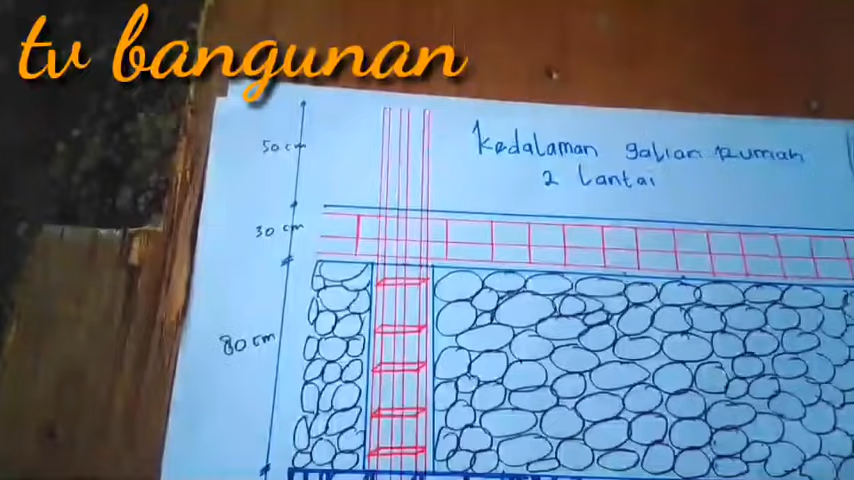 tv bangunan
kedalaman galian Rumah
2 lantai
50 cm
30 cm
80 cm